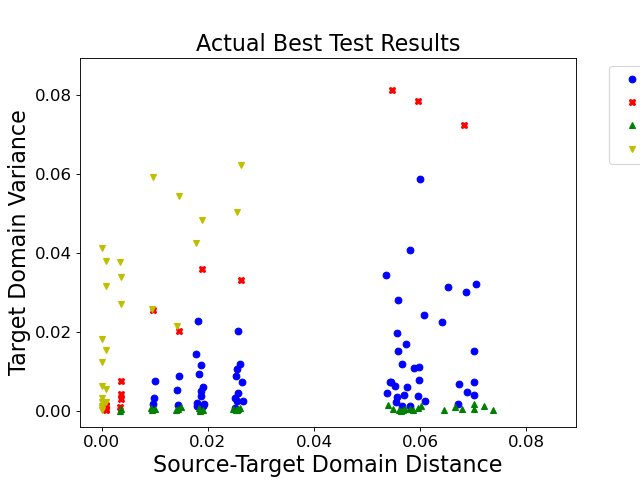 Actual Best Test Results
Target Domain Variance
0.08
0.06
0.04
0.02
0.00
0.00 0.02 0.04 0.06 0.08
Source-Target Domain Distance